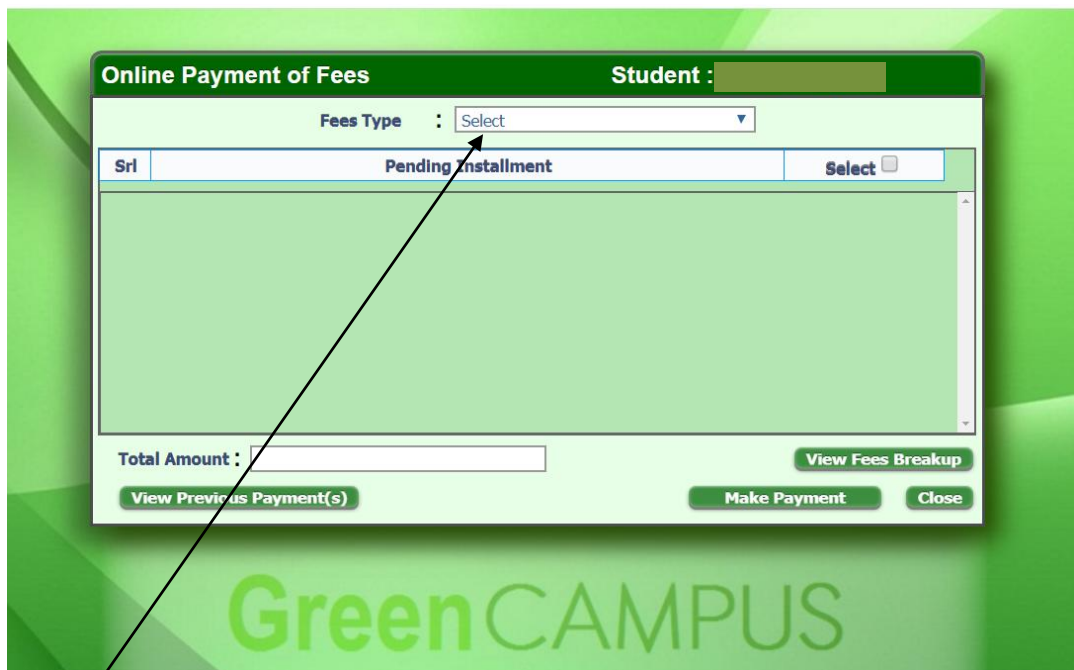 Online Payment of Fees Student :
Fees Type : Select
Srl Pending Installment Select
Total Amount : View Fees Breakup
View Previous Payment(s) Make Payment Close
GreenCAMPUS